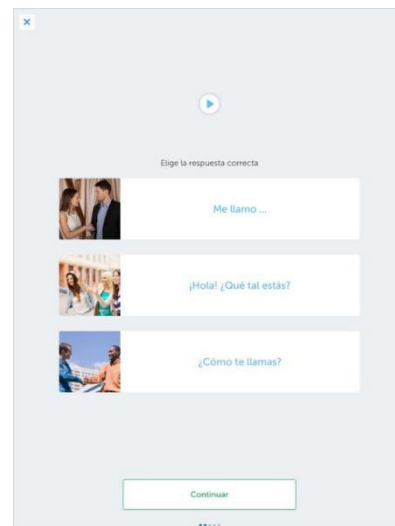 Elige la respuesta correcta
Me llamo ...
¡Hola! ¿Qué tal estás?
¿Cómo te llamas?
Continuar